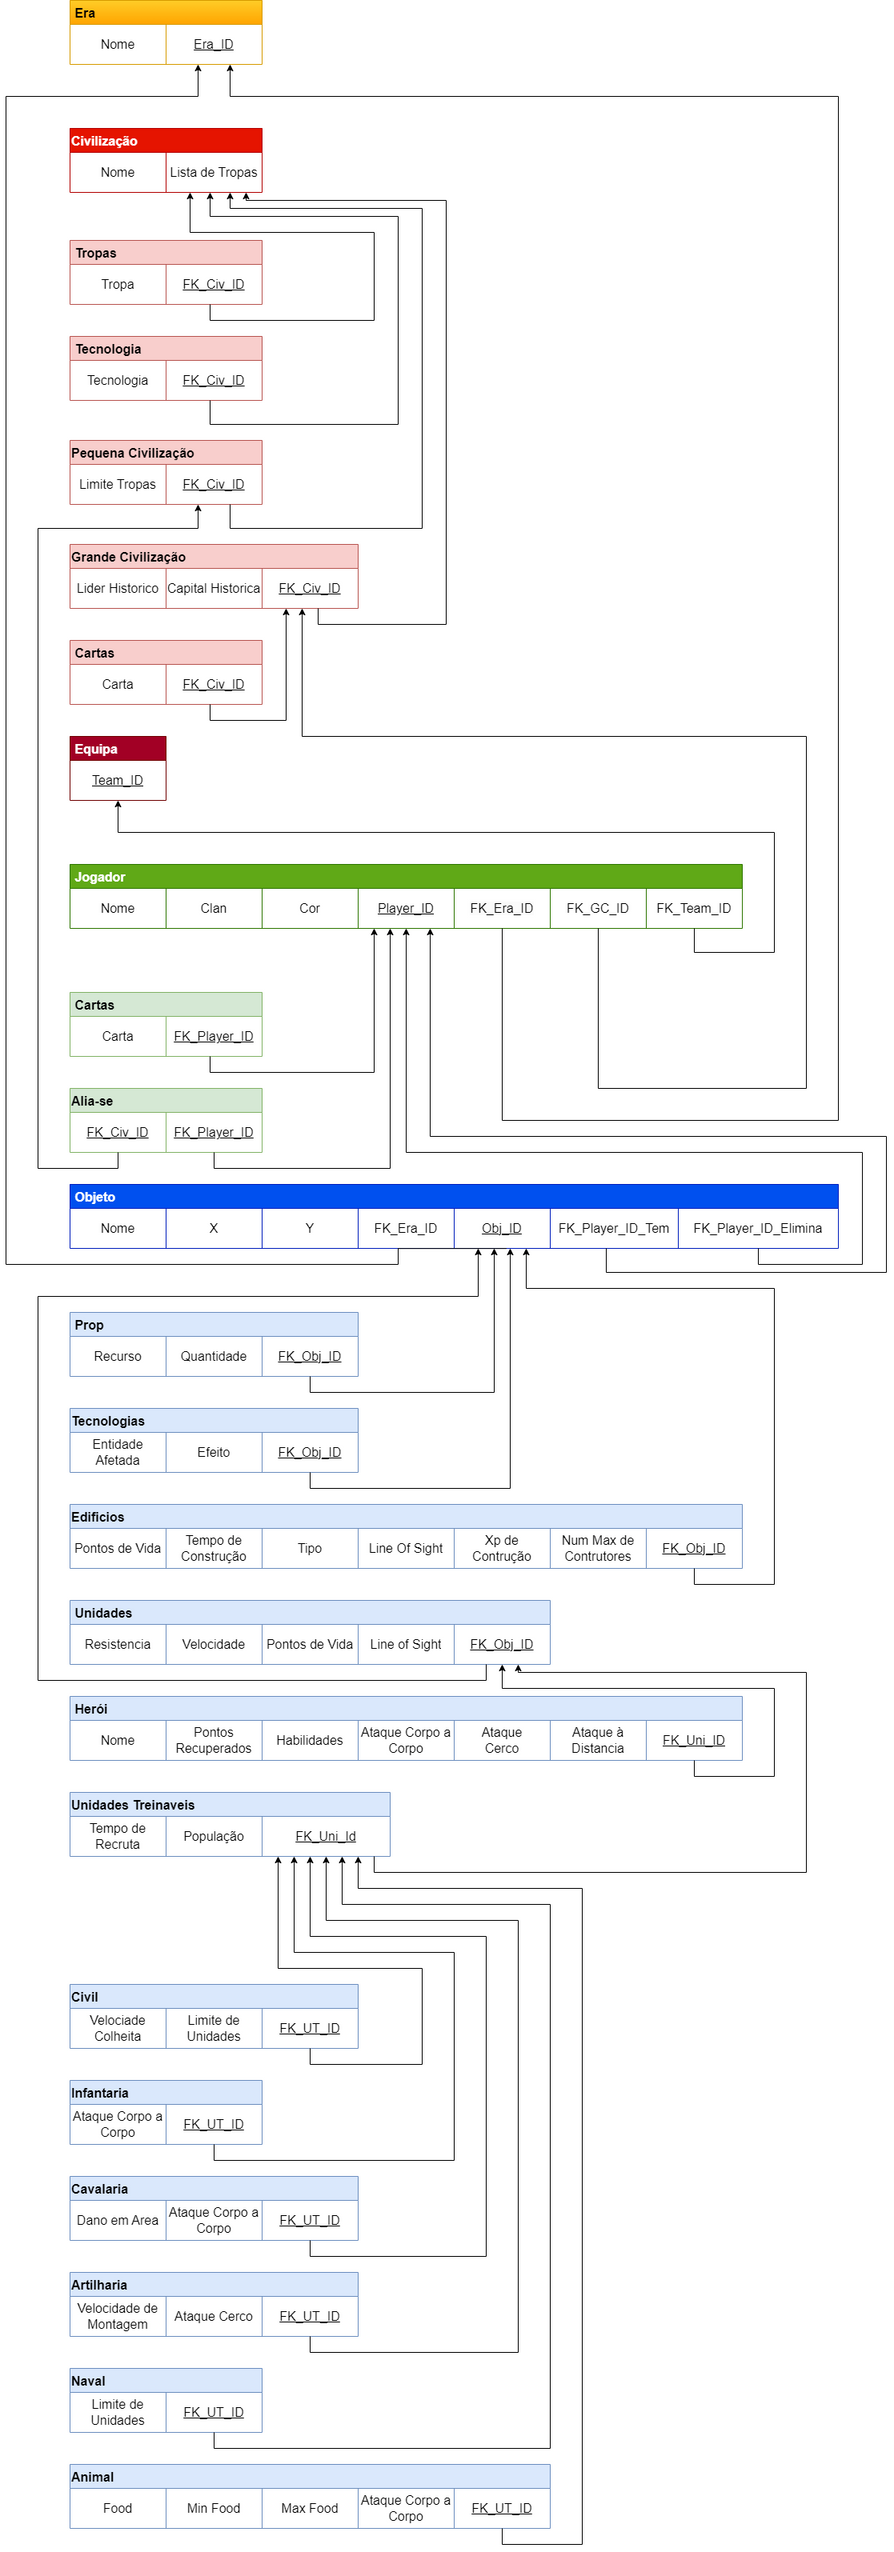 Era
Nome Era_ID
Civilização
Nome Lista de Tropas
Tropas
Tropa FK_Civ_ID
Tecnologia
Tecnologia FK_Civ_ID
Pequena Civilização
Limite Tropas FK_Civ_ID
Grande Civilização
Lider Historico Capital Historica FK_Civ_ID
Cartas
Carta FK_Civ_ID
Equipa
Team_ID
Jogador
Nome Clan Cor Player_ID FK_Era_ID FK_GC_ID FK_Team_ID
Cartas
Carta FK_Player_ID
Alia-se
FK_Civ_ID FK_Player_ID
Objeto
Nome X Y FK_Era_ID Obj_ID FK_Player_ID_Tem FK_Player_ID_Elimina
Prop
Recurso Quantidade FK_Obj_ID
Tecnologias
Entidade
Afetada
Efeito FK_Obj_ID
Edificios
Pontos de Vida
Tempo de
Construção
Tipo Line Of Sight
Xp de
Contrução
Num Max de
Contrutores
FK_Obj_ID
Unidades
Resistencia Velocidade Pontos de Vida Line of Sight FK_Obj_ID
Herói
Nome
Pontos
Recuperados
Habilidades
Ataque Corpo a
Corpo
Ataque
Cerco
Ataque à
Distancia
FK_Uni_ID
Unidades Treinaveis
Tempo de
Recruta
População FK_Uni_Id
Civil
Velociade
Colheita
Limite de
Unidades
FK_UT_ID
Infantaria
Ataque Corpo a
Corpo
FK_UT_ID
Cavalaria
Dano em Area
Ataque Corpo a
Corpo
FK_UT_ID
Artilharia
Velocidade de
Montagem
Ataque Cerco FK_UT_ID
Naval
Limite de
Unidades
FK_UT_ID
Animal
Food Min Food Max Food
Ataque Corpo a
Corpo
FK_UT_ID